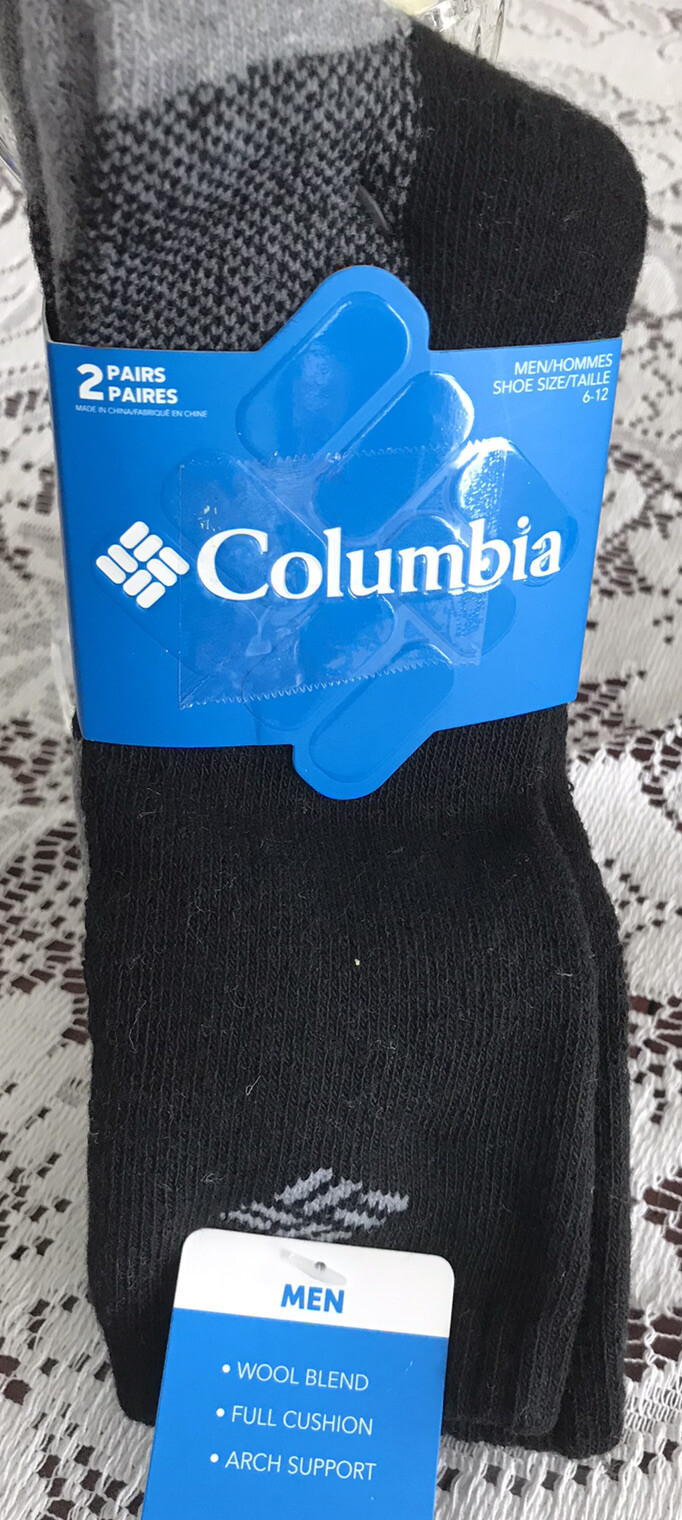 2 PAIRS
PAIRES
MADE IN CHINA/FABRIQUÉ EN CHINE
MEN/HOMMES
SHOE SIZE/TAILLE
6-12
Columbia
MEN
• WOOL BLEND
• FULL CUSHION
• ARCH SUPPORT